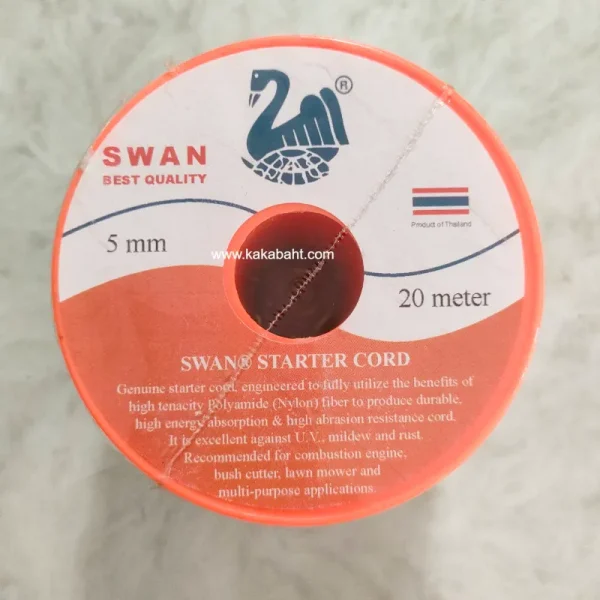 ®
SWAN
BEST QUALITY
Product of Thailand
5 mm
www.kakabaht.com
20 meter
SWAN® STARTER CORD
Genuine starter cord, engineered to fully utilize the benefits of
high tenacity Polyamide (Nylon) fiber to produce durable,
high energy absorption & high abrasion resistance cord.
It is excellent against U.V., mildew and rust.
Recommended for combustion engine,
bush cutter, lawn mower and
multi-purpose applications.